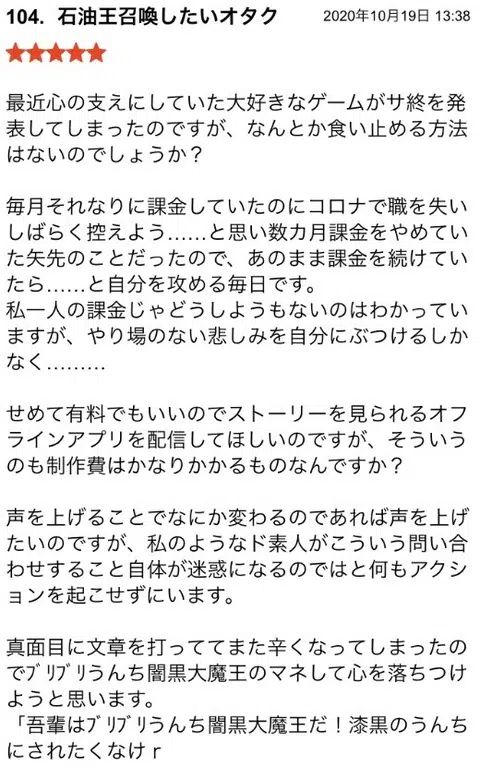 104. 石油王召喚したいオタク 2020年10月19日 13:38
★★★★★
最近心の支えにしていた大好きなゲームがサ終を発
表してしまったのですが、なんとか食い止める方法
はないのでしょうか？
毎月それなりに課金していたのにコロナで職を失い
しばらく控えよう……と思い数カ月課金をやめてい
た矢先のことだったので、あのまま課金を続けてい
たら……と自分を攻める毎日です。
私一人の課金じゃどうしようもないのはわかってい
ますが、やり場のない悲しみを自分にぶつけるしか
なく………
せめて有料でもいいのでストーリーを見られるオフ
ラインアプリを配信してほしいのですが、そういう
のも制作費はかなりかかるものなんですか？
声を上げることでなにか変わるのであれば声を上げ
たいのですが、私のようなド素人がこういう問い合
わせすること自体が迷惑になるのではと何もアクシ
ョンを起こせずにいます。
真面目に文章を打っててまた辛くなってしまったの
でﾌﾞﾘﾌﾞﾘうんち闇黒大魔王のマネして心を落ちつけ
ようと思います。
「吾輩はﾌﾞﾘﾌﾞﾘうんち闇黒大魔王だ！漆黒のうんち
にされたくなけｒ